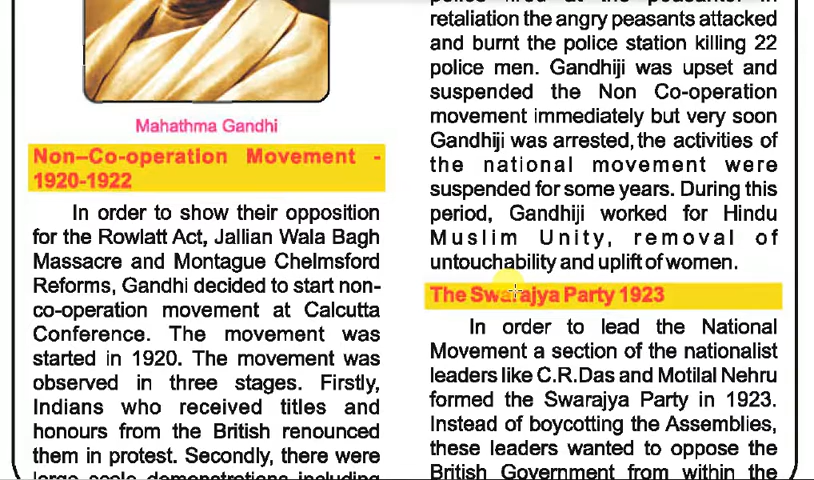 Mahathma Gandhi
Non–Co-operation Movement -
1920-1922
In order to show their opposition
for the Rowlatt Act, Jallian Wala Bagh
Massacre and Montague Chelmsford
Reforms, Gandhi decided to start non-
co-operation movement at Calcutta
Conference. The movement was
started in 1920. The movement was
observed in three stages. Firstly,
Indians who received titles and
honours from the British renounced
them in protest. Secondly, there were
large scale demonstrations including
retaliation the angry peasants attacked
and burnt the police station killing 22
police men. Gandhiji was upset and
suspended the Non Co-operation
movement immediately but very soon
Gandhiji was arrested, the activities of
the national movement were
suspended for some years. During this
period, Gandhiji worked for Hindu
Muslim Unity, removal of
untouchability and uplift of women.
The Swarajya Party 1923
In order to lead the National
Movement a section of the nationalist
leaders like C.R.Das and Motilal Nehru
formed the Swarajya Party in 1923.
Instead of boycotting the Assemblies,
these leaders wanted to oppose the
British Government from within the